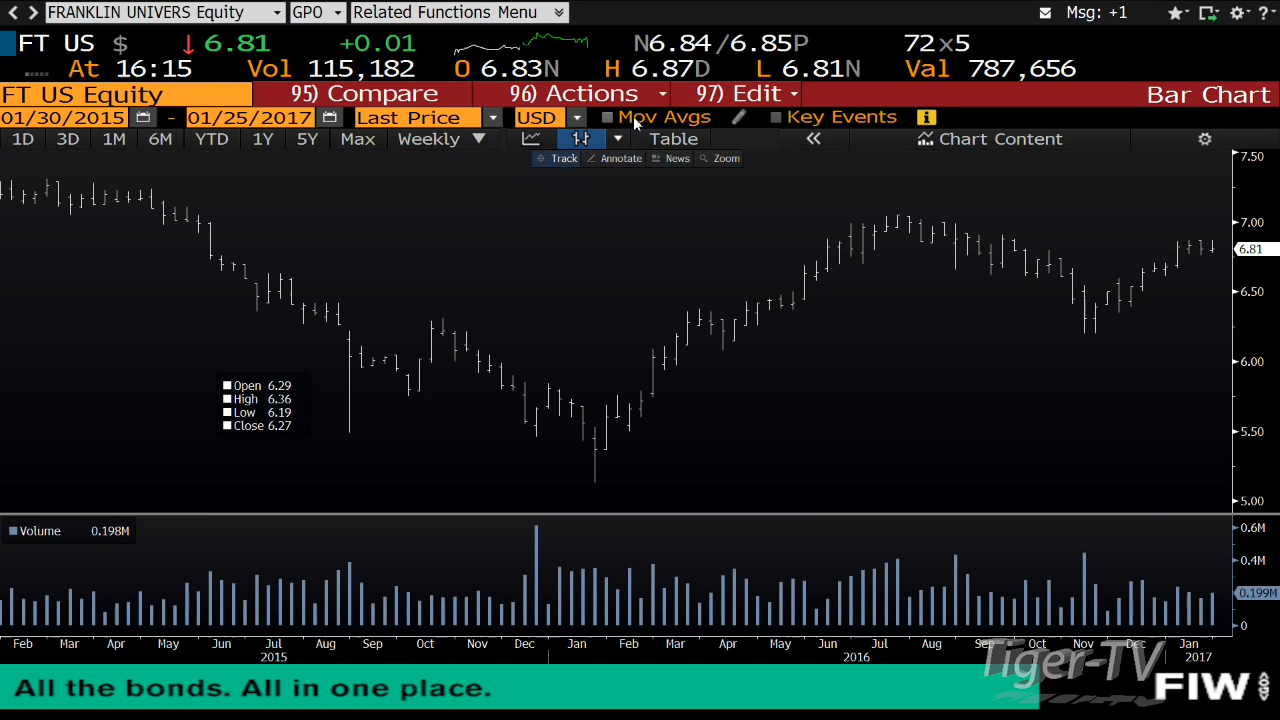 FRANKLIN UNIVERS Equity GPO Related Functions Menu Msg: +1 ?
FT US $ ↓ 6.81 +0.01 N6.84/6.85P 72x5
At 16:15 Vol 115,182 O 6.83N H 6.87D L 6.81N Val 787,656
FT US Equity 95) Compare 96) Actions 97) Edit Bar Chart
01/30/2015 - 01/25/2017 Last Price USD Mov Avgs Key Events i
1D 3D 1M 6M YTD 1Y 5Y Max Weekly ▼ Table « Chart Content
Track Annotate News Zoom
7.50
7.00
6.81
6.50
6.00
5.50
5.00
Open 6.29
High 6.36
Low 6.19
Close 6.27
Volume 0.198M
0.6M
0.4M
0.199M
0
Feb Mar Apr May Jun Jul Aug Sep Oct Nov Dec Jan Feb Mar Apr May Jun Jul Aug Sep Oct Nov Dec Jan
2015 2016 2017
Tiger-TV
All the bonds. All in one place.
FIW